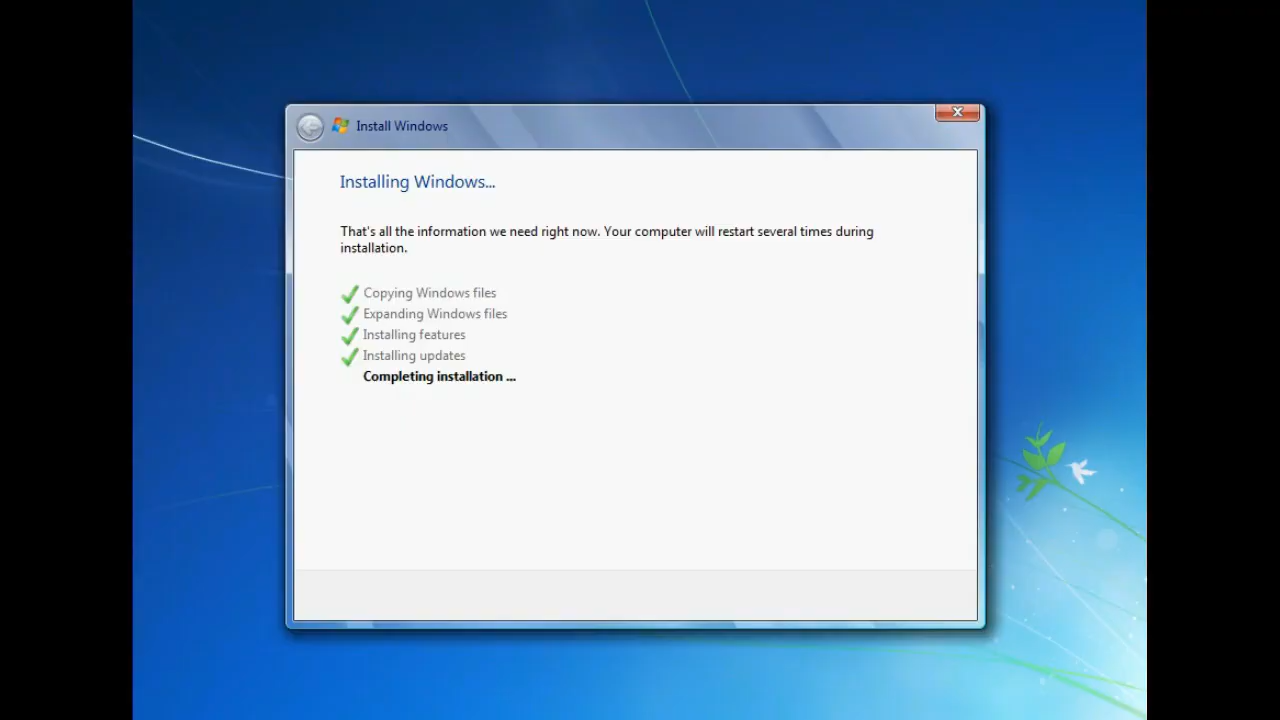 Install Windows
Installing Windows...
That's all the information we need right now. Your computer will restart several times during
installation.
Copying Windows files
Expanding Windows files
Installing features
Installing updates
Completing installation ...